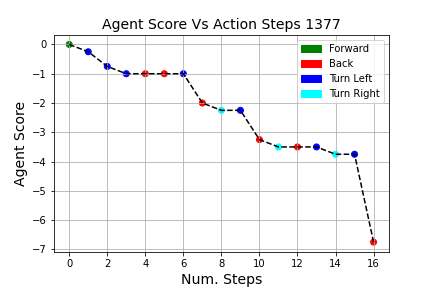 Agent Score Vs Action Steps 1377
Forward
Back
Turn Left
Turn Right
Agent Score
0
−1
−2
−3
−4
−5
−6
−7
0 2 4 6 8 10 12 14 16
Num. Steps